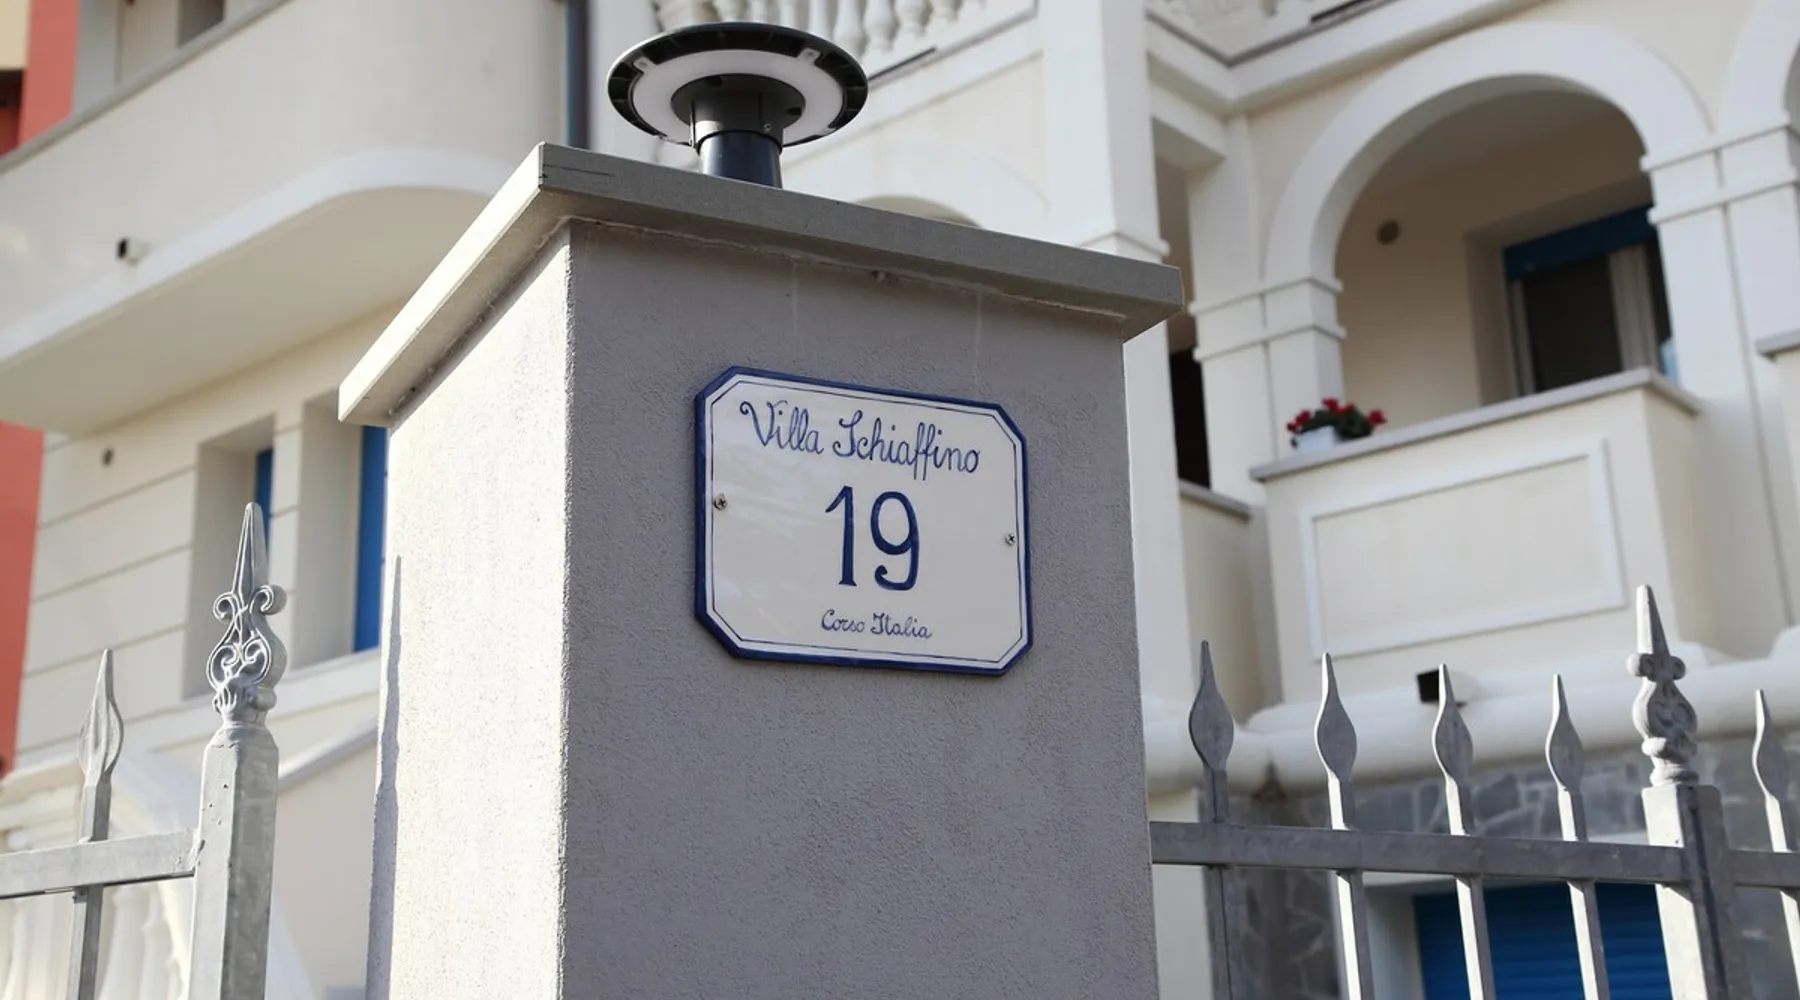 Villa Schiaffino
19
Corso Italia